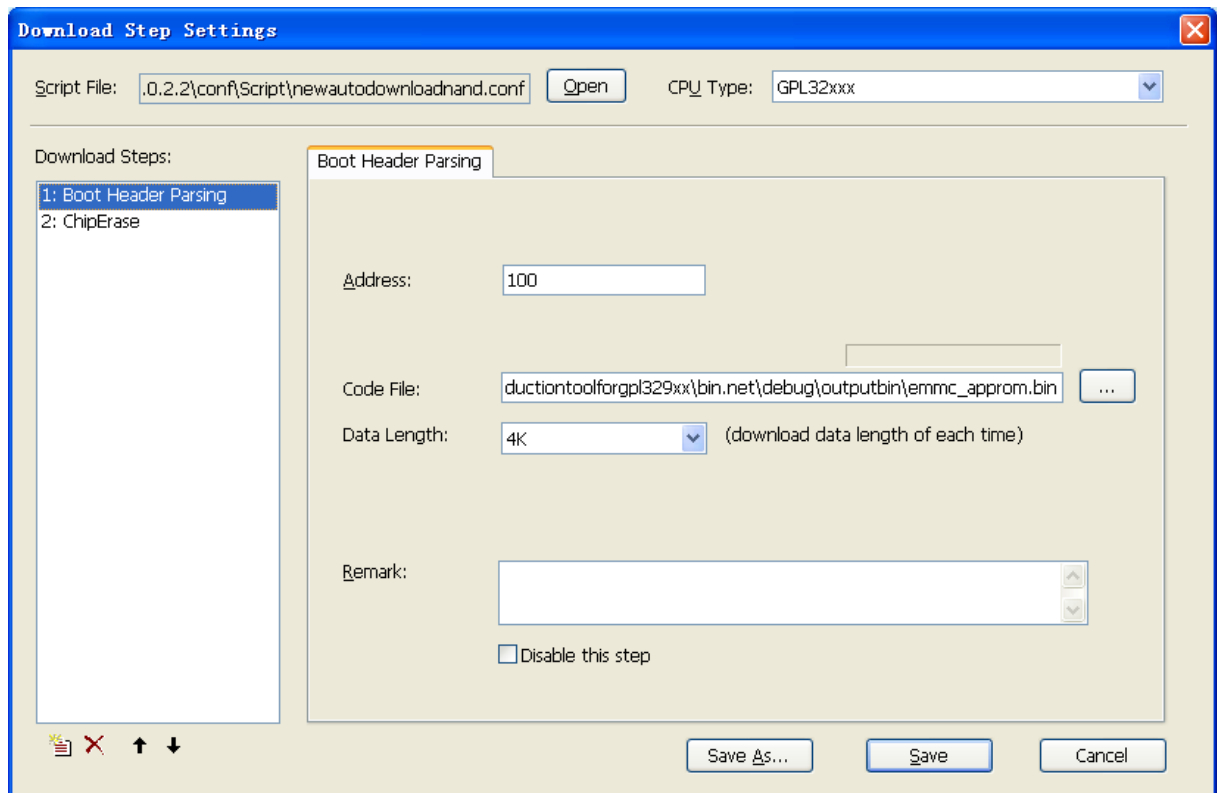 Download Step Settings
Script File: .0.2.2\conf\Script\newautodownloadnand.conf Open CPU Type: GPL32xxx
Download Steps:
Boot Header Parsing
1: Boot Header Parsing
2: ChipErase
Address: 100
Code File: ductiontoolforgpl329xx\bin.net\debug\outputbin\emmc_approm.bin ...
Data Length: 4K (download data length of each time)
Remark:
Disable this step
Save As... Save Cancel